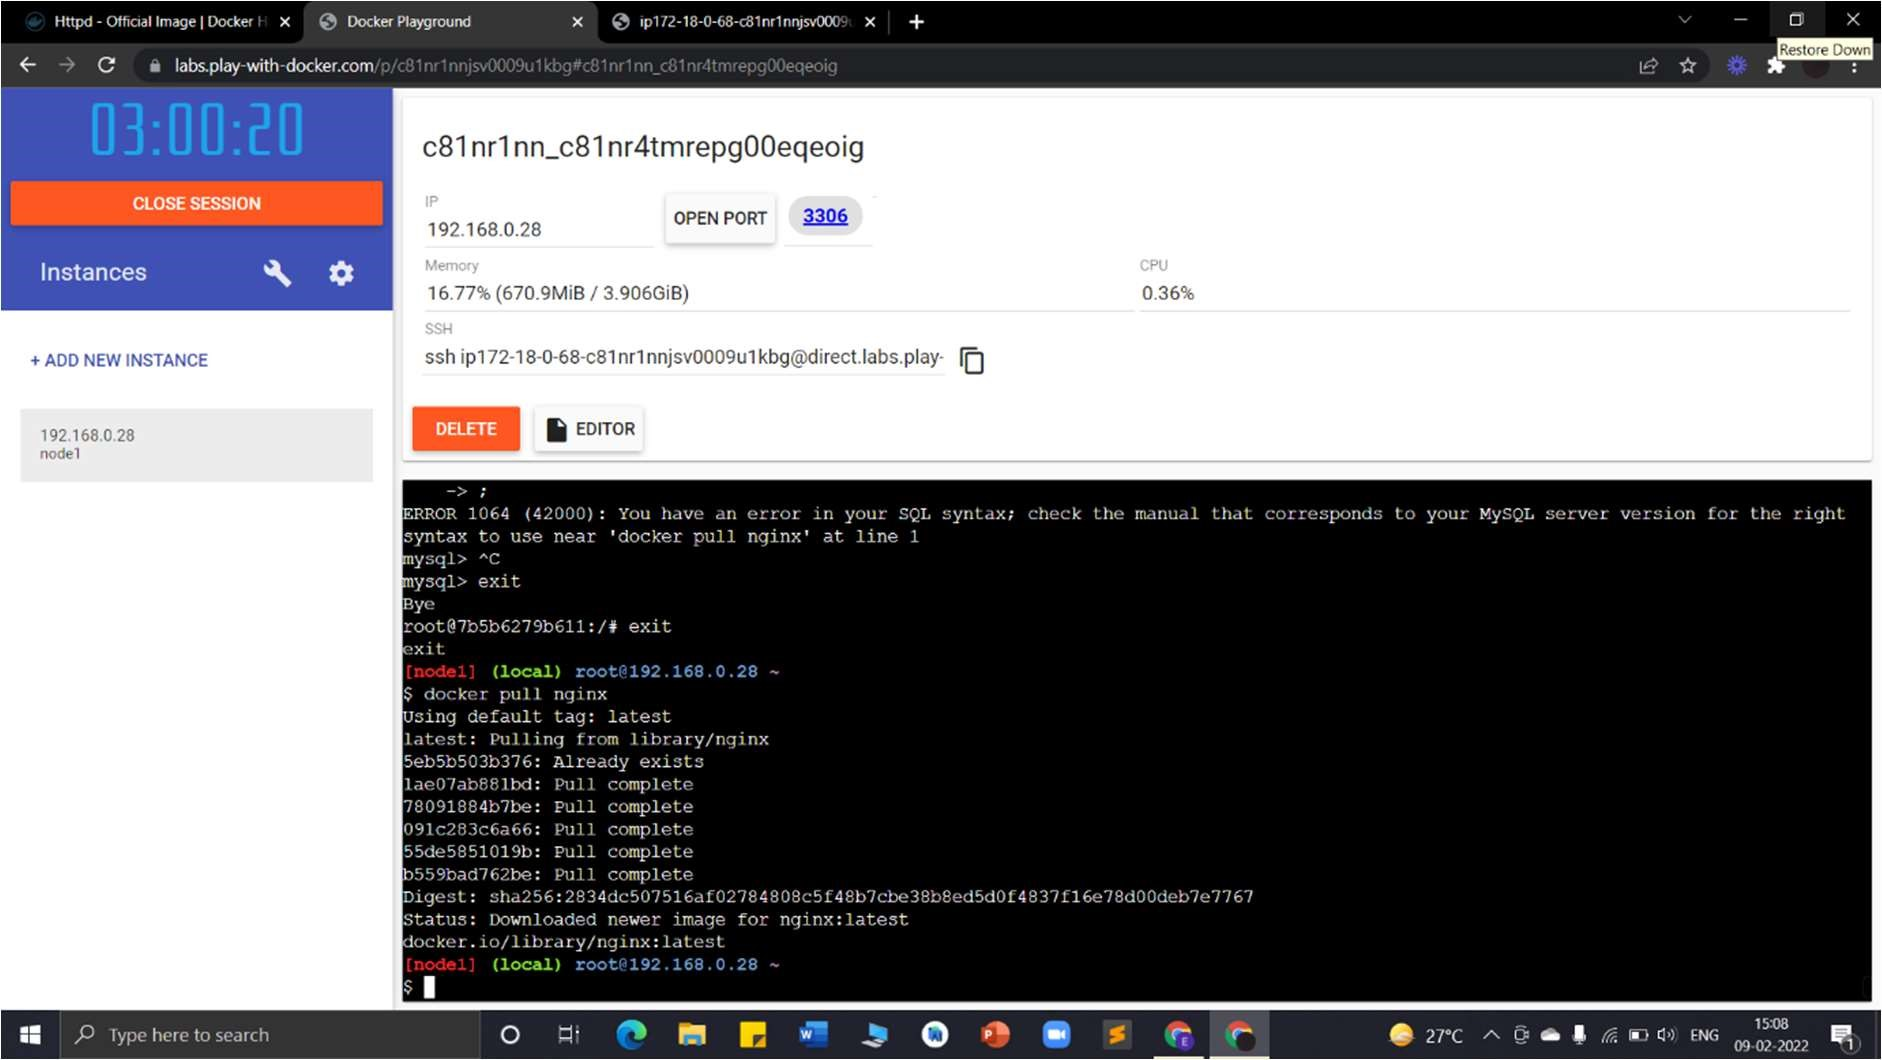 Httpd - Official Image | Docker H
Docker Playground
ip172-18-0-68-c81nr1nnjsv0009u
Restore Down
labs.play-with-docker.com/p/c81nr1nnjsv0009u1kbg#c81nr1nn_c81nr4tmrepg00eqeoig
03:00:20
CLOSE SESSION
Instances
+ ADD NEW INSTANCE
192.168.0.28
node1
c81nr1nn_c81nr4tmrepg00eqeoig
IP
192.168.0.28
OPEN PORT
3306
Memory
16.77% (670.9MiB / 3.906GiB)
CPU
0.36%
SSH
ssh ip172-18-0-68-c81nr1nnjsv0009u1kbg@direct.labs.play-
DELETE
EDITOR
-> ;
ERROR 1064 (42000): You have an error in your SQL syntax; check the manual that corresponds to your MySQL server version for the right
syntax to use near 'docker pull nginx' at line 1
mysql> ^C
mysql> exit
Bye
root@7b5b6279b611:/# exit
exit
[node1] (local) root@192.168.0.28 ~
$ docker pull nginx
Using default tag: latest
latest: Pulling from library/nginx
5eb5b503b376: Already exists
1ae07ab881bd: Pull complete
78091884b7be: Pull complete
091c283c6a66: Pull complete
55de5851019b: Pull complete
b559bad762be: Pull complete
Digest: sha256:2834dc507516af02784808c5f48b7cbe38b8ed5d0f4837f16e78d00deb7e7767
Status: Downloaded newer image for nginx:latest
docker.io/library/nginx:latest
[node1] (local) root@192.168.0.28 ~
$
Type here to search
27°C
ENG
15:08
09-02-2022
1